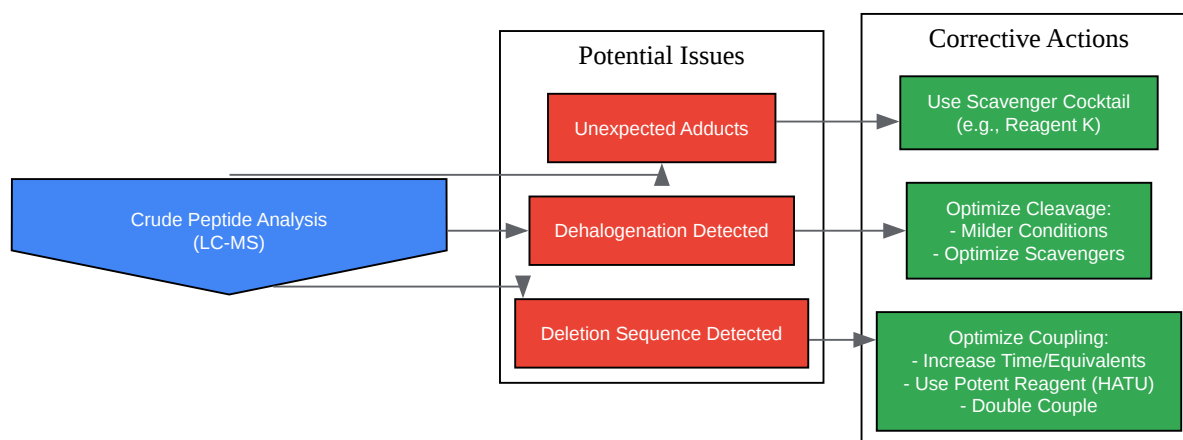 Crude Peptide Analysis
(LC-MS)
Potential Issues
Unexpected Adducts
Dehalogenation Detected
Deletion Sequence Detected
Corrective Actions
Use Scavenger Cocktail
(e.g., Reagent K)
Optimize Cleavage:
- Milder Conditions
- Optimize Scavengers
Optimize Coupling:
- Increase Time/Equivalents
- Use Potent Reagent (HATU)
- Double Couple